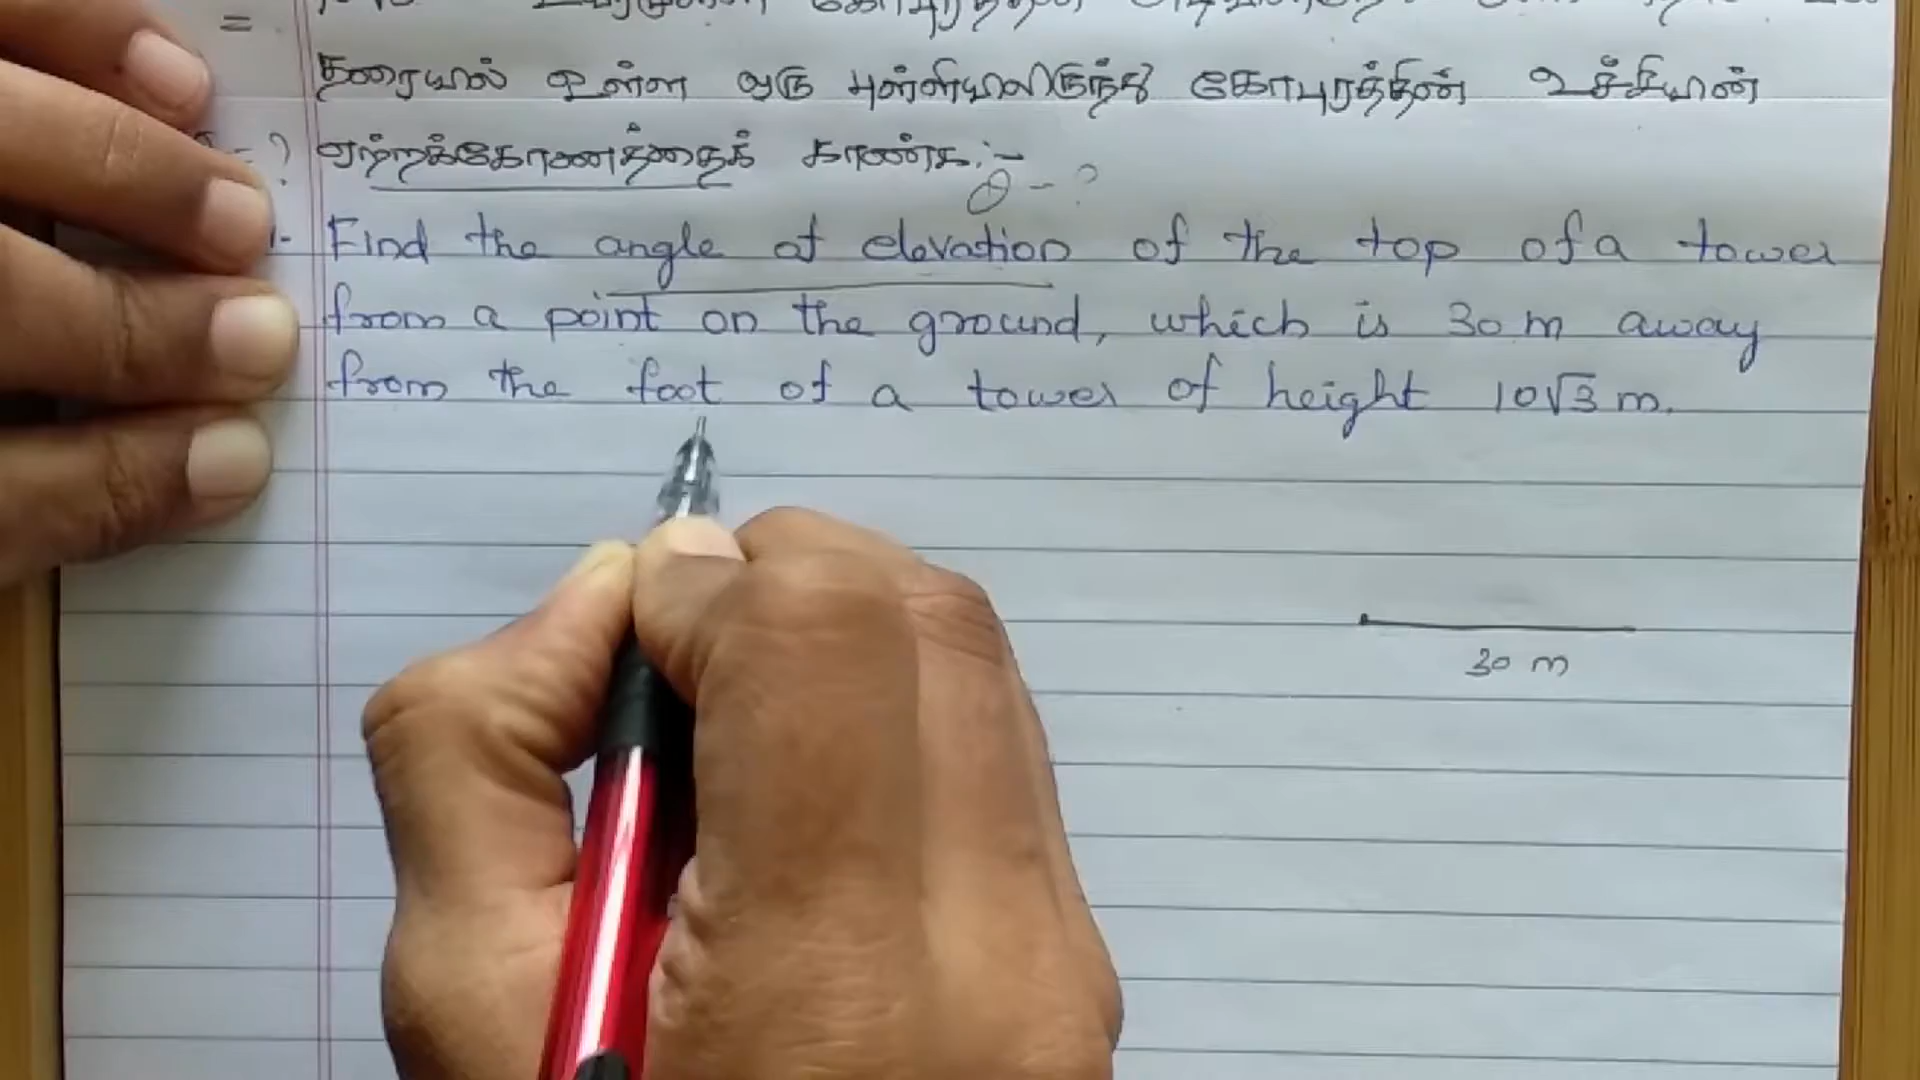 தரையில் உள்ள ஒரு புள்ளியிலிருந்து கோபுரத்தின் உச்சியின்
= ? ஏற்றக்கோணத்தைக் காண்க:-
θ - ?
1- Find the angle of elevation of the top of a tower
from a point on the ground, which is 30 m away
from the foot of a tower of height 10√3 m.
30 m